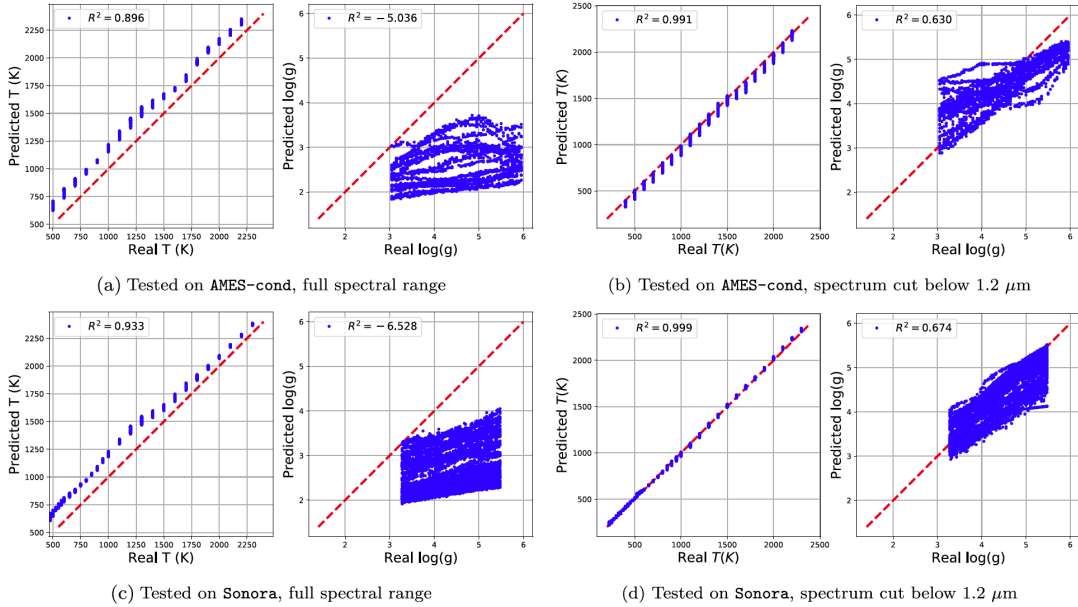 R² = 0.896
Predicted T (K)
2250
2000
1750
1500
1250
1000
750
500
500 750 1000 1250 1500 1750 2000 2250
Real T (K)
R² = −5.036
Predicted log(g)
6
5
4
3
2
2 3 4 5 6
Real log(g)
(a) Tested on AMES-cond, full spectral range
R² = 0.991
Predicted T(K)
2500
2000
1500
1000
500
500 1000 1500 2000 2500
Real T(K)
R² = 0.630
Predicted log(g)
6
5
4
3
2
2 3 4 5 6
Real log(g)
(b) Tested on AMES-cond, spectrum cut below 1.2 μm
R² = 0.933
Predicted T (K)
2250
2000
1750
1500
1250
1000
750
500
500 750 1000 1250 1500 1750 2000 2250
Real T (K)
R² = −6.528
Predicted log(g)
6
5
4
3
2
2 3 4 5 6
Real log(g)
(c) Tested on Sonora, full spectral range
R² = 0.999
Predicted T(K)
2500
2000
1500
1000
500
500 1000 1500 2000 2500
Real T(K)
R² = 0.674
Predicted log(g)
6
5
4
3
2
2 3 4 5 6
Real log(g)
(d) Tested on Sonora, spectrum cut below 1.2 μm